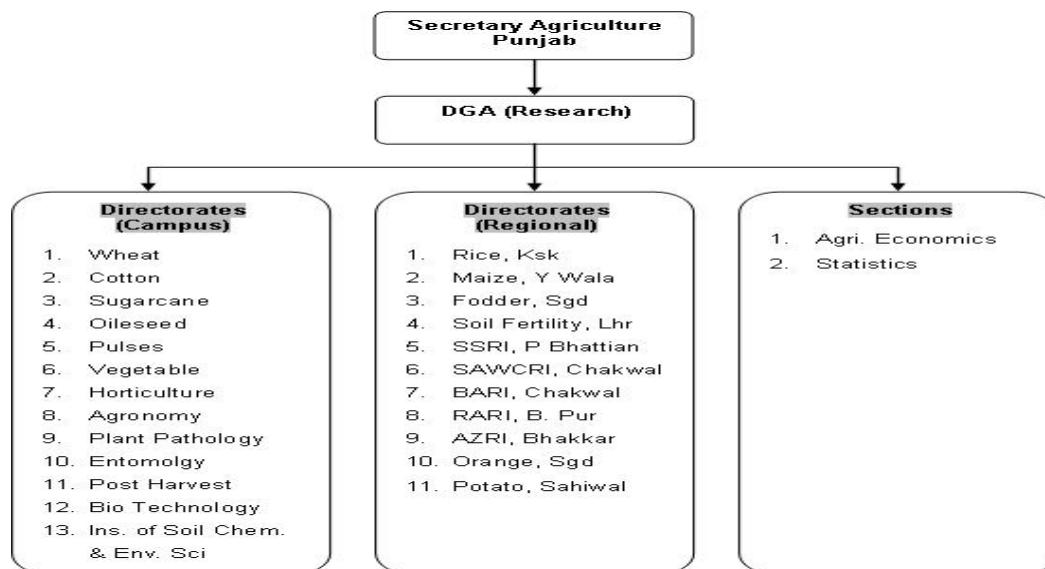 Secretary Agriculture
Punjab
DGA (Research)
Directorates
(Campus)
1. Wheat
2. Cotton
3. Sugarcane
4. Oileseed
5. Pulses
6. Vegetable
7. Horticulture
8. Agronomy
9. Plant Pathology
10. Entomolgy
11. Post Harvest
12. Bio Technology
13. Ins. of Soil Chem.
& Env. Sci
Directorates
(Regional)
1. Rice, Ksk
2. Maize, Y Wala
3. Fodder, Sgd
4. Soil Fertility, Lhr
5. SSRI, P Bhattian
6. SAWCRI, Chakwal
7. BARI, Chakwal
8. RARI, B. Pur
9. AZRI, Bhakkar
10. Orange, Sgd
11. Potato, Sahiwal
Sections
1. Agri. Economics
2. Statistics